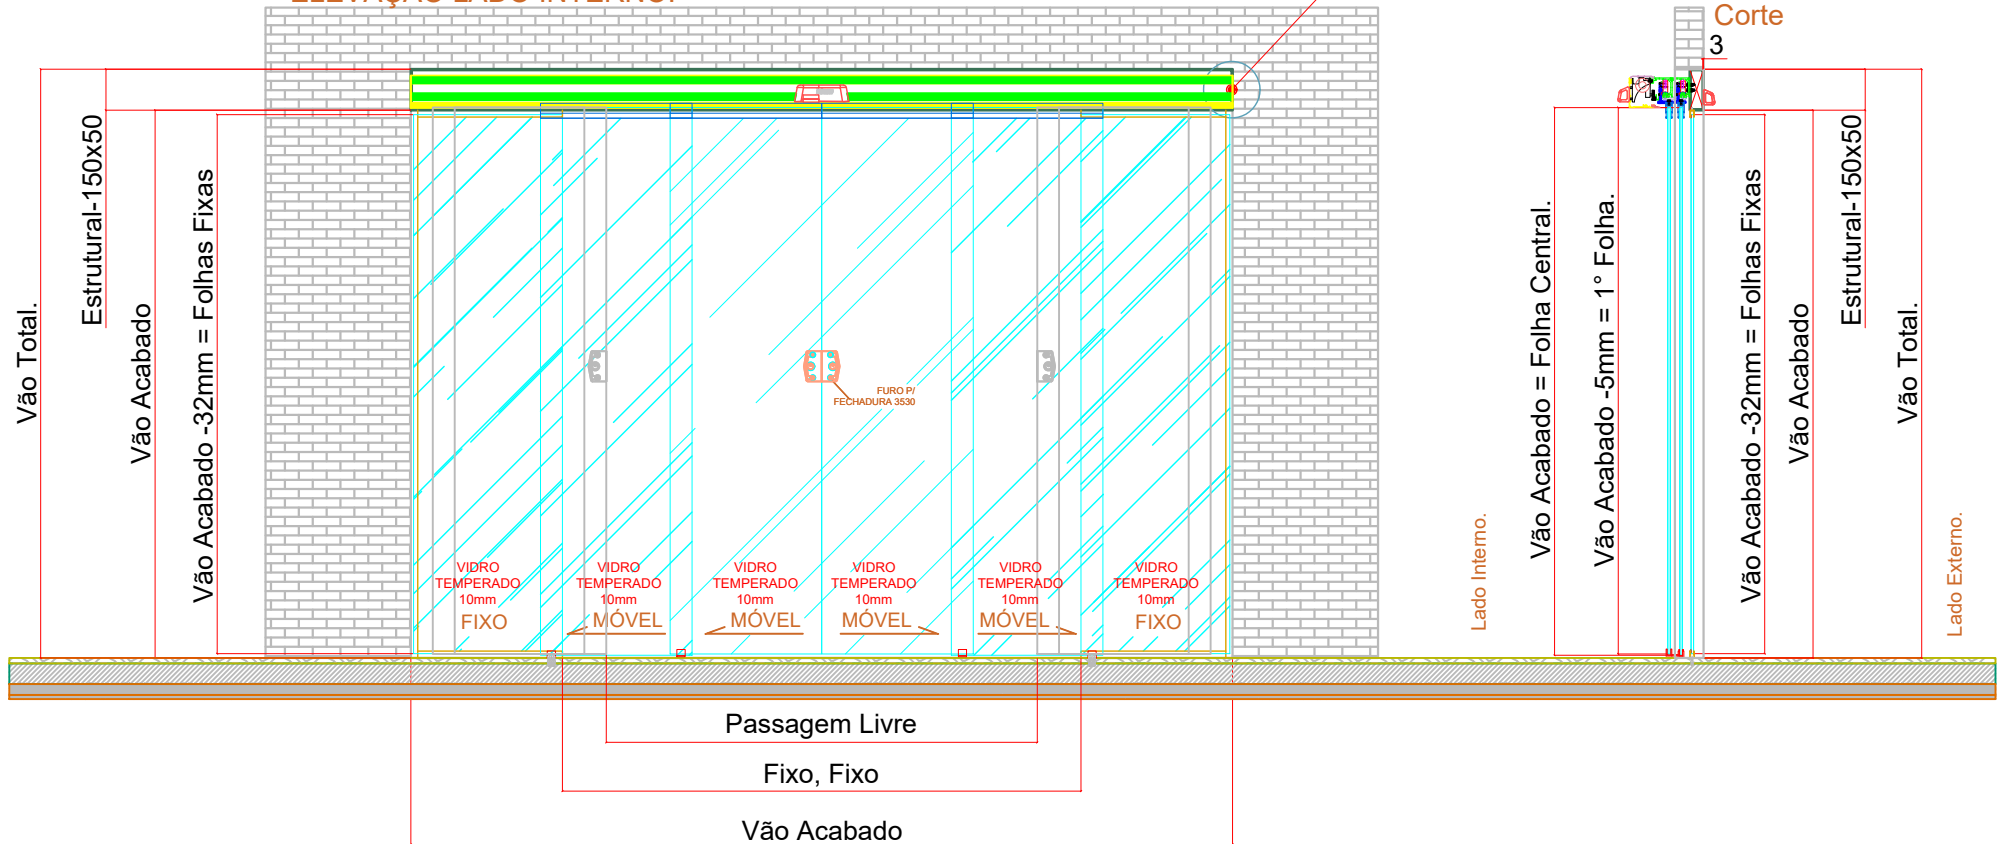 ELEVAÇÃO LADO INTERNO.
Corte
3
Vão Total.
Estrutural-150x50
Vão Acabado
Vão Acabado -32mm = Folhas Fixas
FURO P/
FECHADURA 3530
VIDRO
TEMPERADO
10mm
FIXO
VIDRO
TEMPERADO
10mm
MÓVEL
VIDRO
TEMPERADO
10mm
MÓVEL
VIDRO
TEMPERADO
10mm
MÓVEL
VIDRO
TEMPERADO
10mm
MÓVEL
VIDRO
TEMPERADO
10mm
FIXO
Passagem Livre
Fixo, Fixo
Vão Acabado
Lado Interno.
Vão Acabado = Folha Central.
Vão Acabado -5mm = 1° Folha.
Vão Acabado -32mm = Folhas Fixas
Vão Acabado
Estrutural-150x50
Vão Total.
Lado Externo.